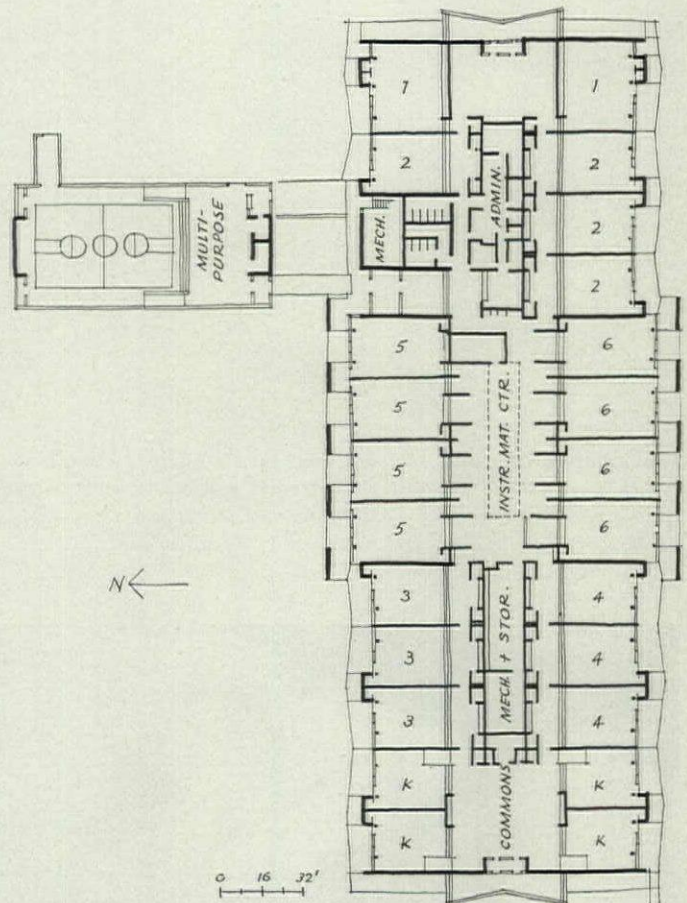 1
1
2
2
ADMIN.
MECH.
MULTI-
PURPOSE
2
2
5
6
5
6
INSTR. MAT. CTR.
5
6
5
6
N
3
4
MECH. + STOR.
3
4
3
4
K
K
COMMONS
K
K
0 16 32'